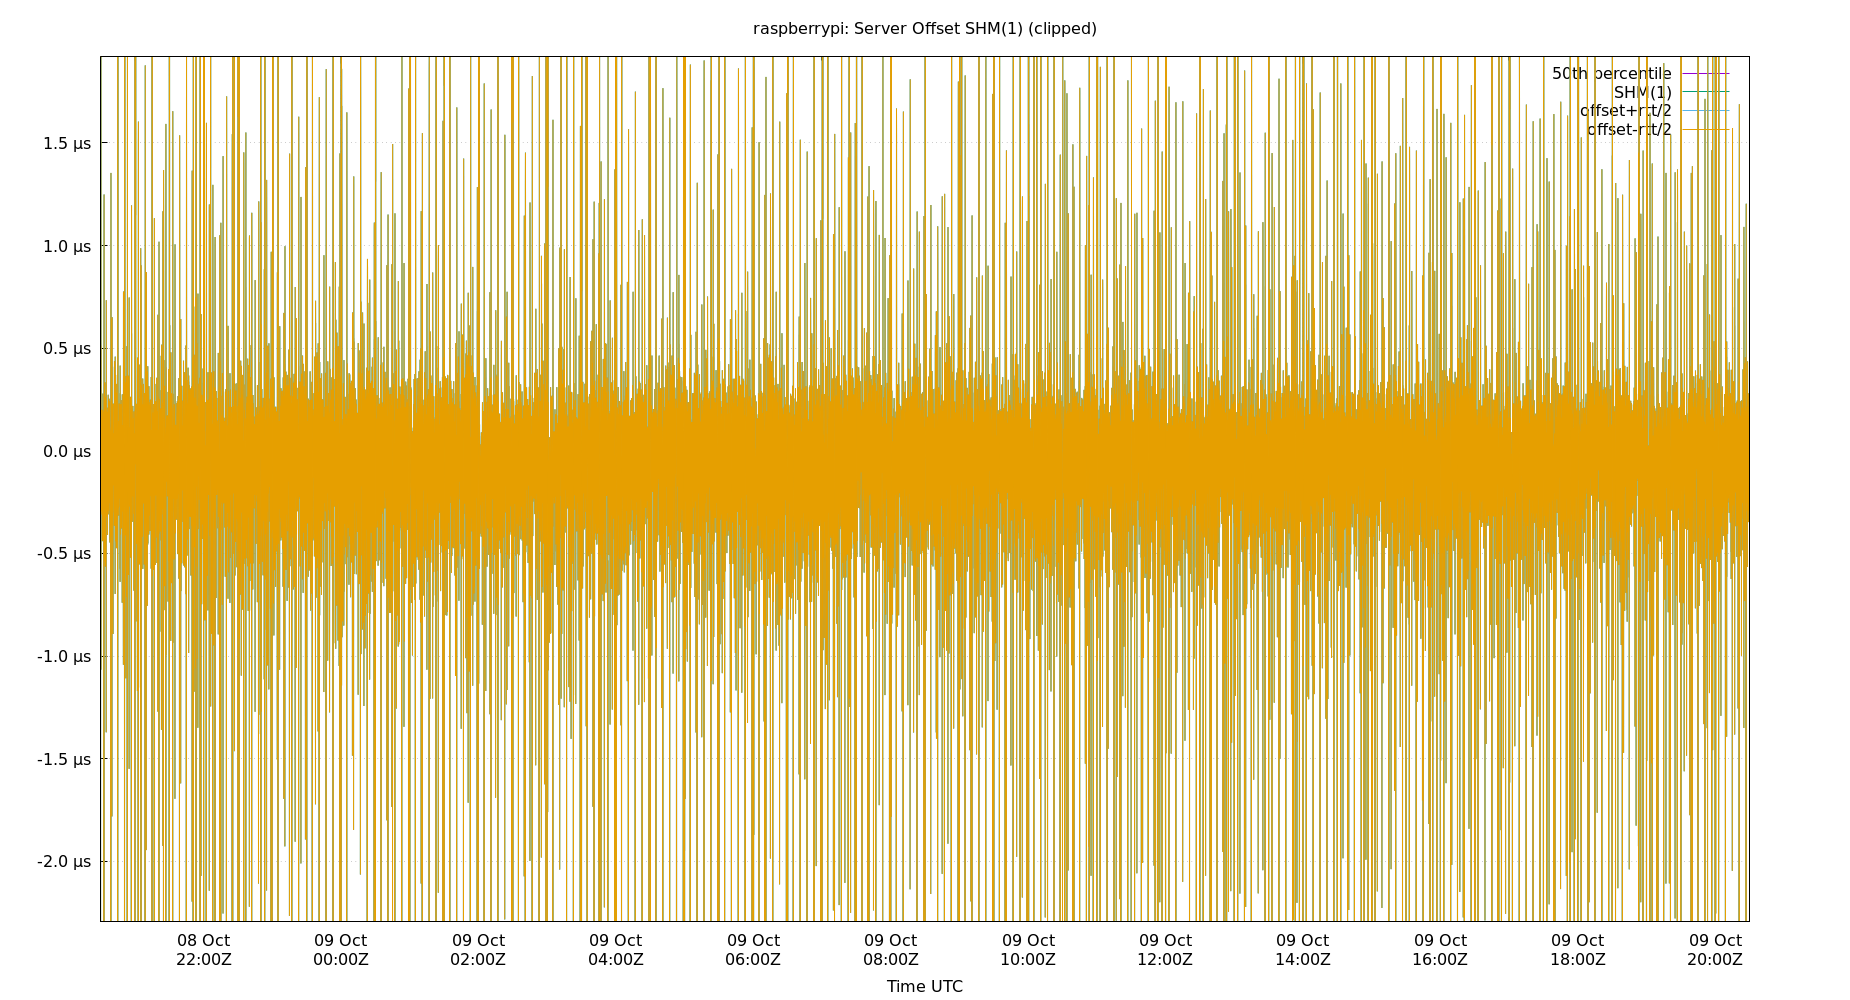 raspberrypi: Server Offset SHM(1) (clipped)
50th percentile
SHM(1)
offset+rtt/2
offset-rtt/2
1.5 µs
1.0 µs
0.5 µs
0.0 µs
-0.5 µs
-1.0 µs
-1.5 µs
-2.0 µs
08 Oct 09 Oct 09 Oct 09 Oct 09 Oct 09 Oct 09 Oct 09 Oct 09 Oct 09 Oct 09 Oct 09 Oct
22:00Z 00:00Z 02:00Z 04:00Z 06:00Z 08:00Z 10:00Z 12:00Z 14:00Z 16:00Z 18:00Z 20:00Z
Time UTC